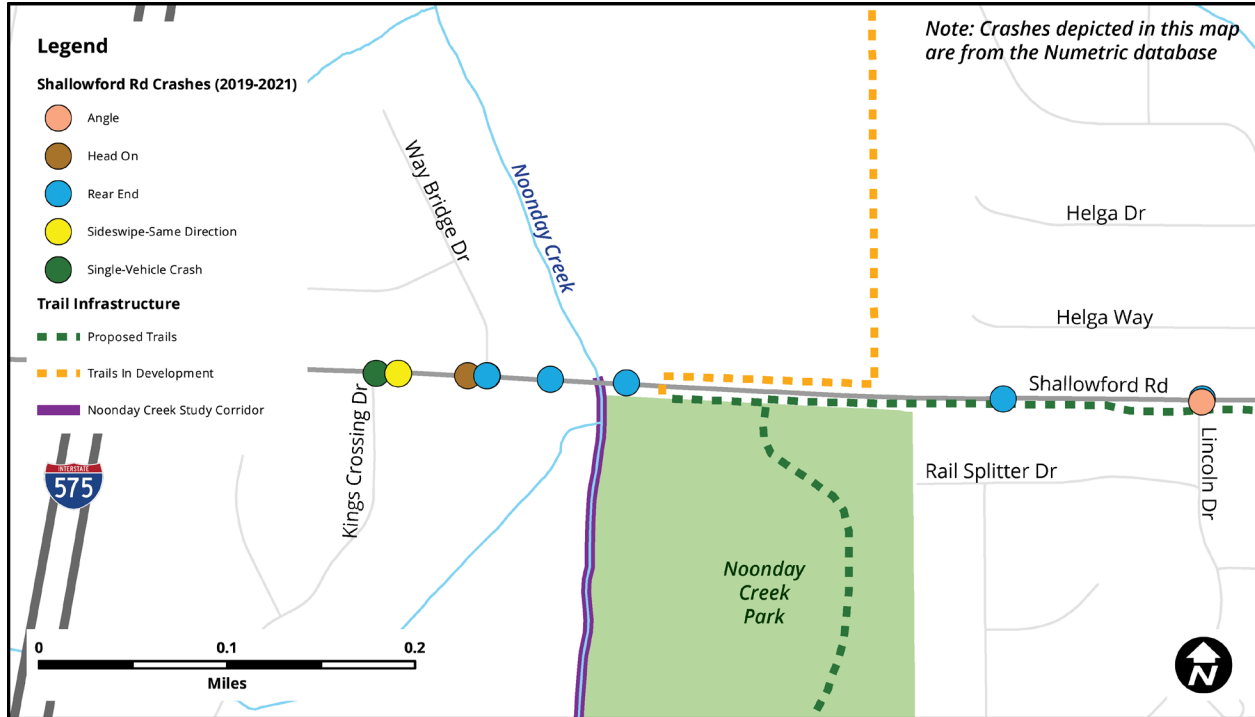 Legend
Shallowford Rd Crashes (2019-2021)
Angle
Head On
Rear End
Sideswipe-Same Direction
Single-Vehicle Crash
Trail Infrastructure
Proposed Trails
Trails In Development
Noonday Creek Study Corridor
INTERSTATE
575
0
0.1
0.2
Miles
Note: Crashes depicted in this map
are from the Numetric database
Way Bridge Dr
Noonday Creek
Helga Dr
Helga Way
Shallowford Rd
Kings Crossing Dr
Rail Splitter Dr
Lincoln Dr
Noonday
Creek
Park
N